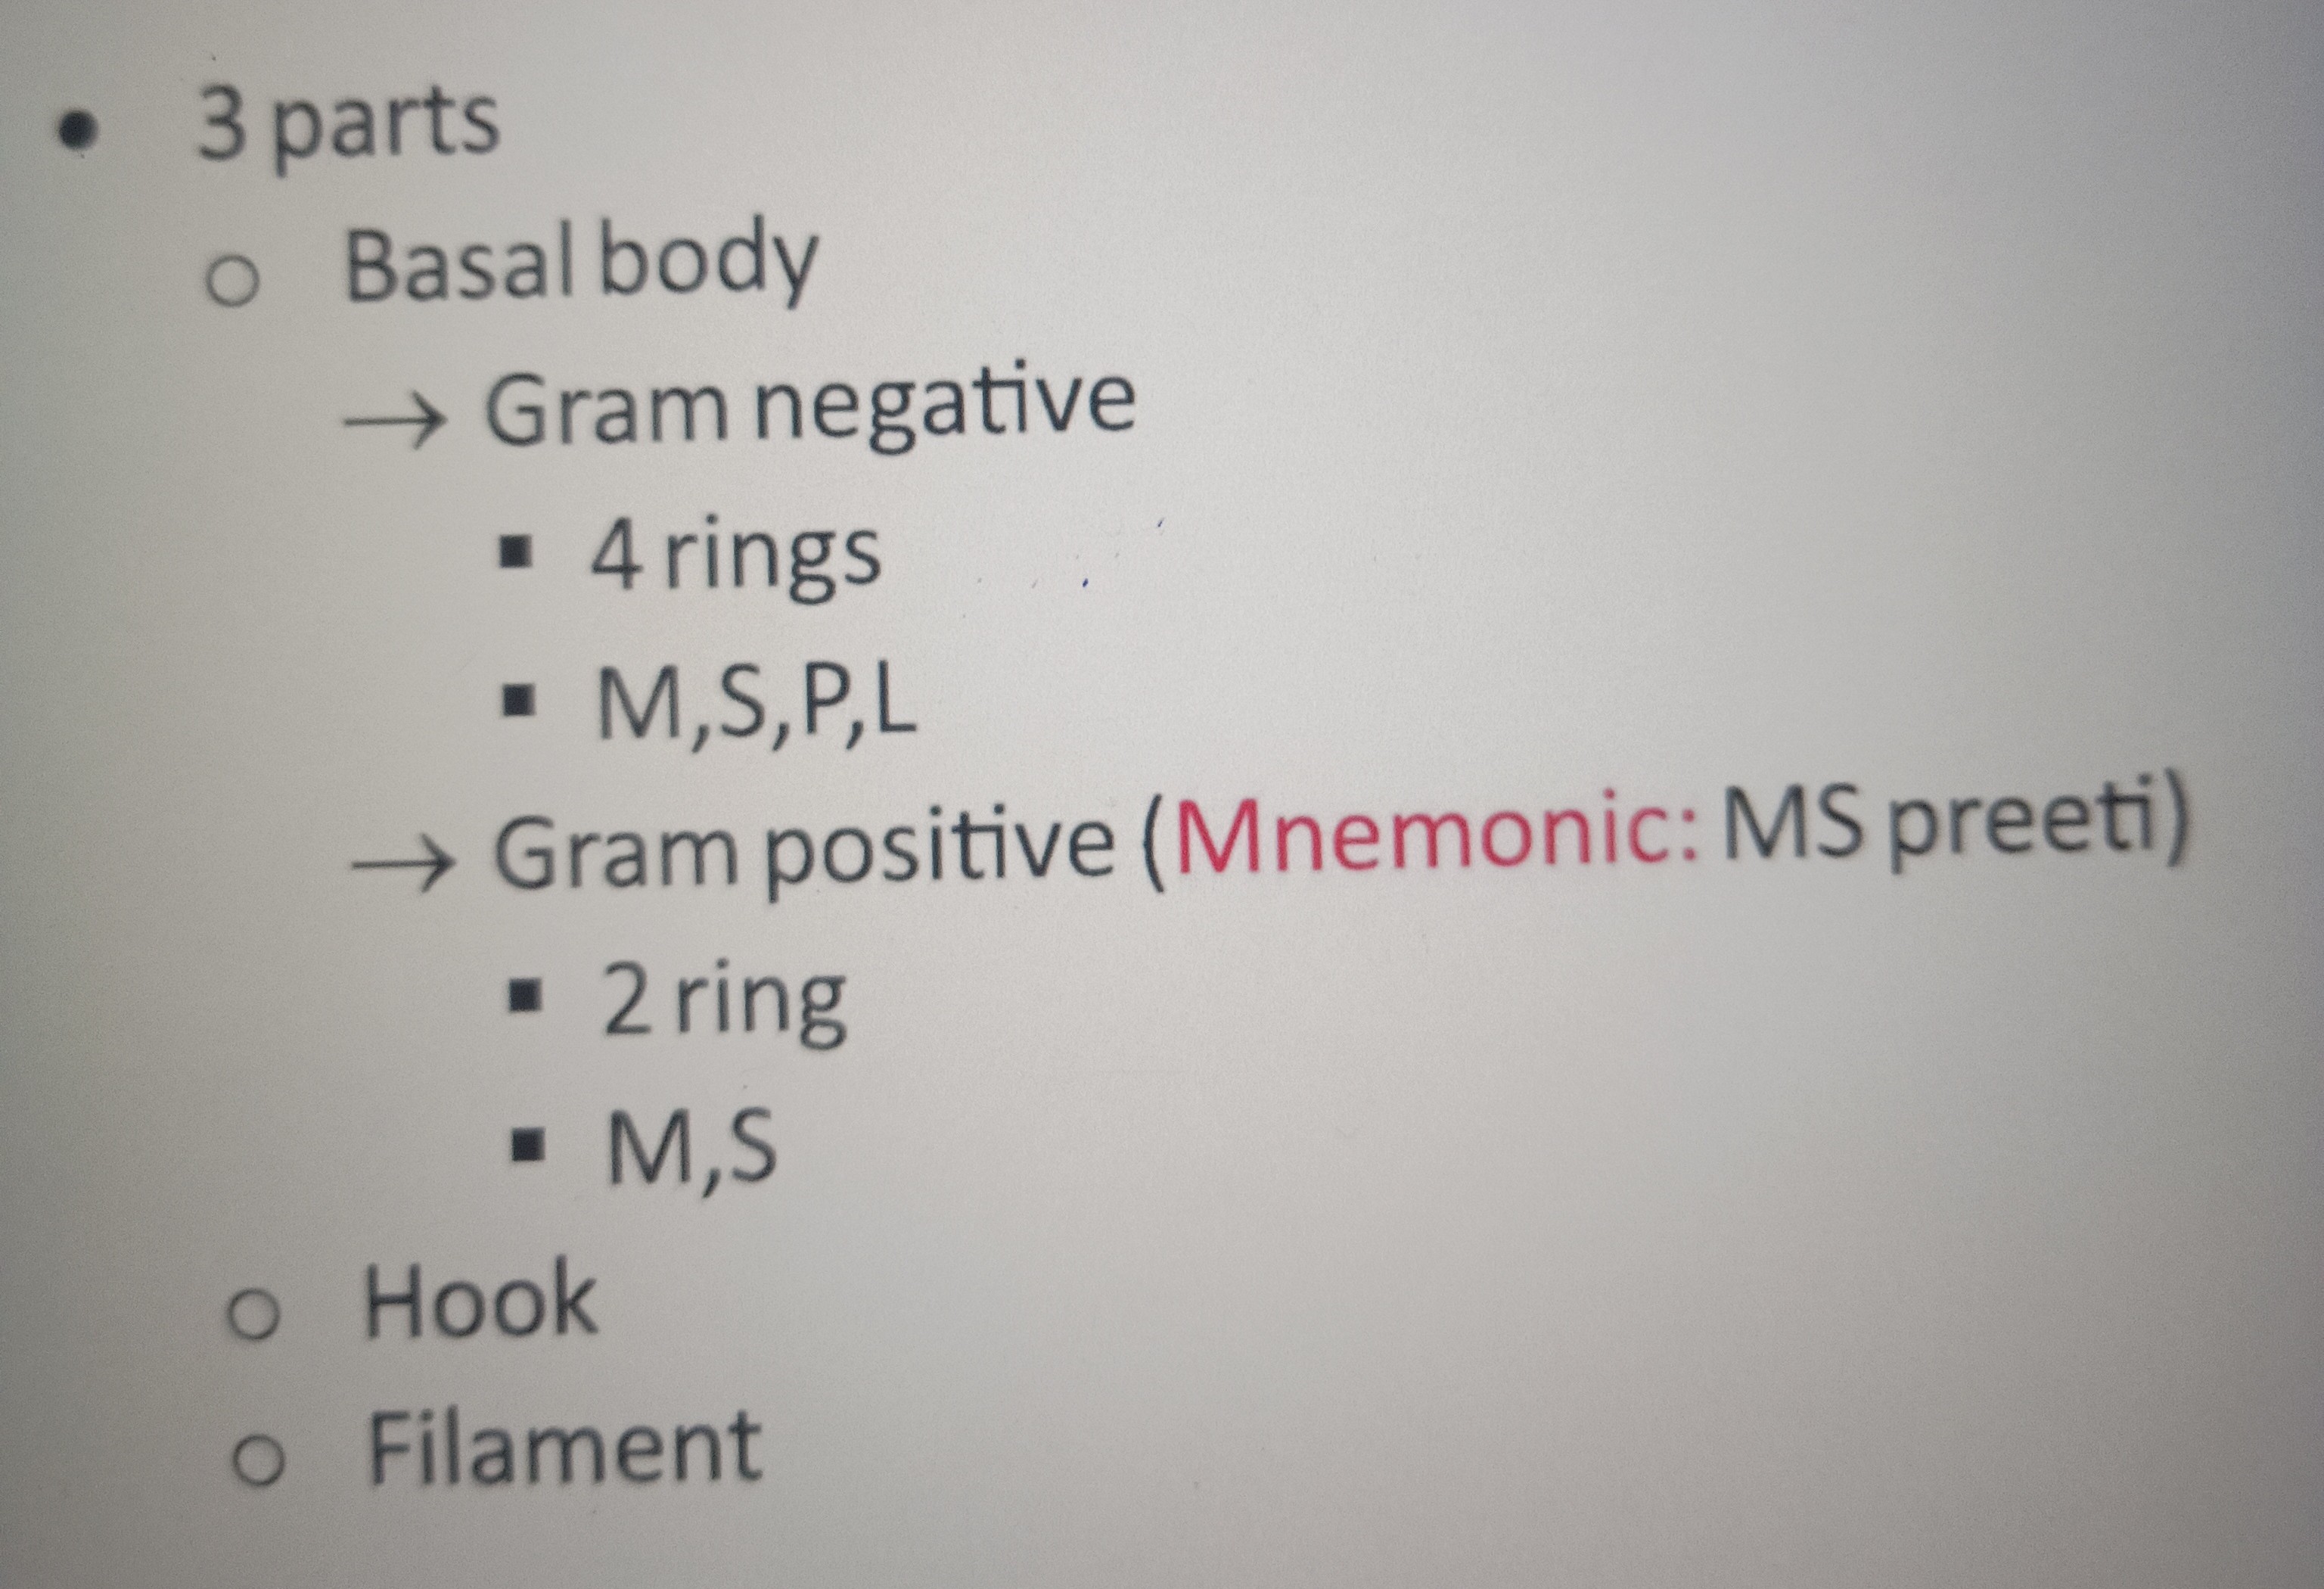 • 3 parts
○ Basal body
→ Gram negative
▪ 4 rings
▪ M,S,P,L
→ Gram positive (Mnemonic: MS preeti)
▪ 2 ring
▪ M,S
○ Hook
○ Filament